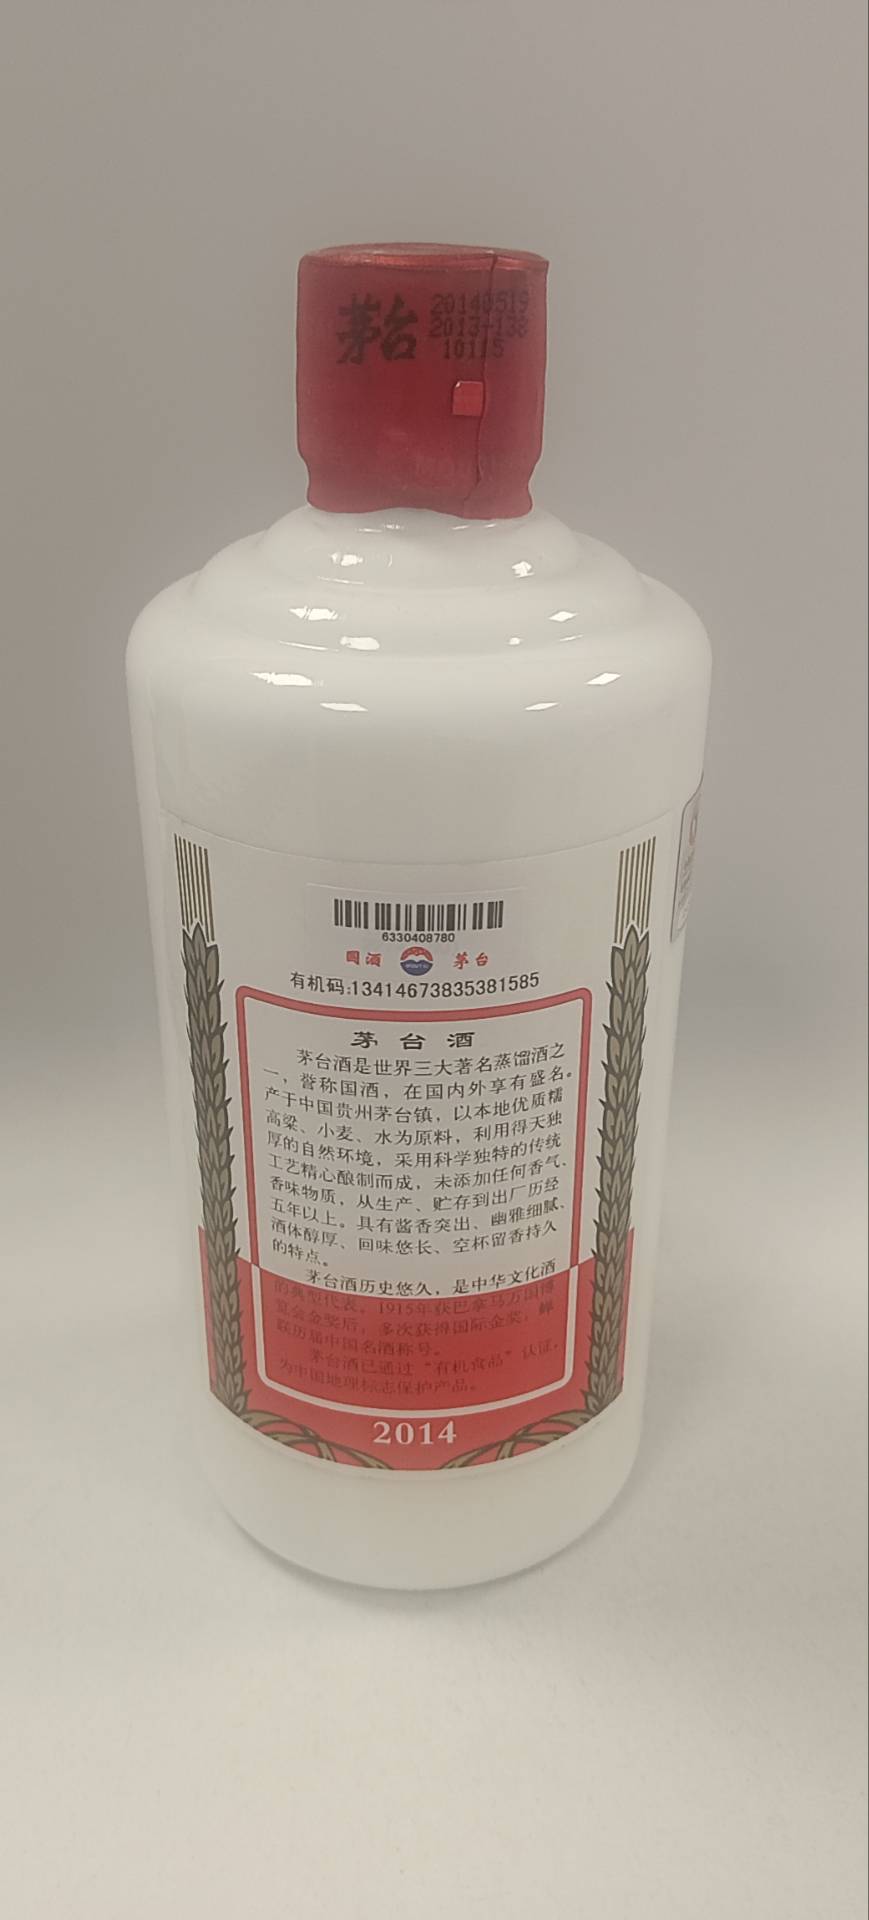 茅台
20140519
2013-138
10115
6330408780
国酒 茅台
有机码:13414673835381585
茅台酒
茅台酒是世界三大著名蒸馏酒之
一，誉称国酒，在国内外享有盛名。
产于中国贵州茅台镇，以本地优质糯
高粱、小麦、水为原料，利用得天独
厚的自然环境，采用科学独特的传统
工艺精心酿制而成，未添加任何香气、
香味物质，从生产、贮存到出厂历经
五年以上。具有酱香突出、幽雅细腻、
酒体醇厚、回味悠长、空杯留香持久
的特点。
茅台酒历史悠久，是中华文化酒
的典型代表。1915年获巴拿马万国博
览会金奖后，多次获得国际金奖，蝉
联历届中国名酒称号。
茅台酒已通过“有机食品”认证，
为中国地理标志保护产品。
2014